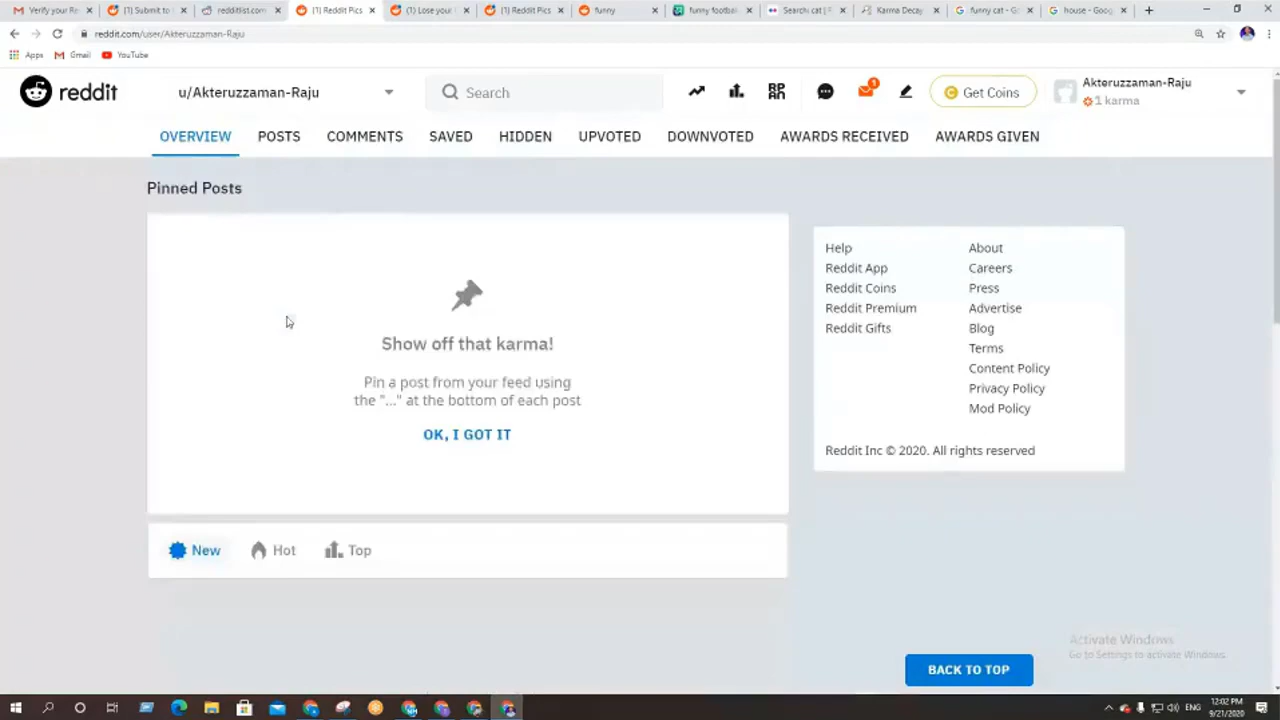 Verify your Re
(1) Submit to
redditlist.com
(1) Reddit Pics
(1) Lose your
(1) Reddit Pics
funny
funny footbal
Search: cat | F
Karma Decay
funny cat - Go
house - Goog
reddit.com/user/Akteruzzaman-Raju
Apps
Gmail
YouTube
reddit
u/Akteruzzaman-Raju
Search
1
Get Coins
Akteruzzaman-Raju
1 karma
OVERVIEW
POSTS
COMMENTS
SAVED
HIDDEN
UPVOTED
DOWNVOTED
AWARDS RECEIVED
AWARDS GIVEN
Pinned Posts
Show off that karma!
Pin a post from your feed using
the "..." at the bottom of each post
OK, I GOT IT
Help
Reddit App
Reddit Coins
Reddit Premium
Reddit Gifts
About
Careers
Press
Advertise
Blog
Terms
Content Policy
Privacy Policy
Mod Policy
Reddit Inc © 2020. All rights reserved
New
Hot
Top
Activate Windows
Go to Settings to activate Windows.
BACK TO TOP
ENG
12:02 PM
9/21/2020